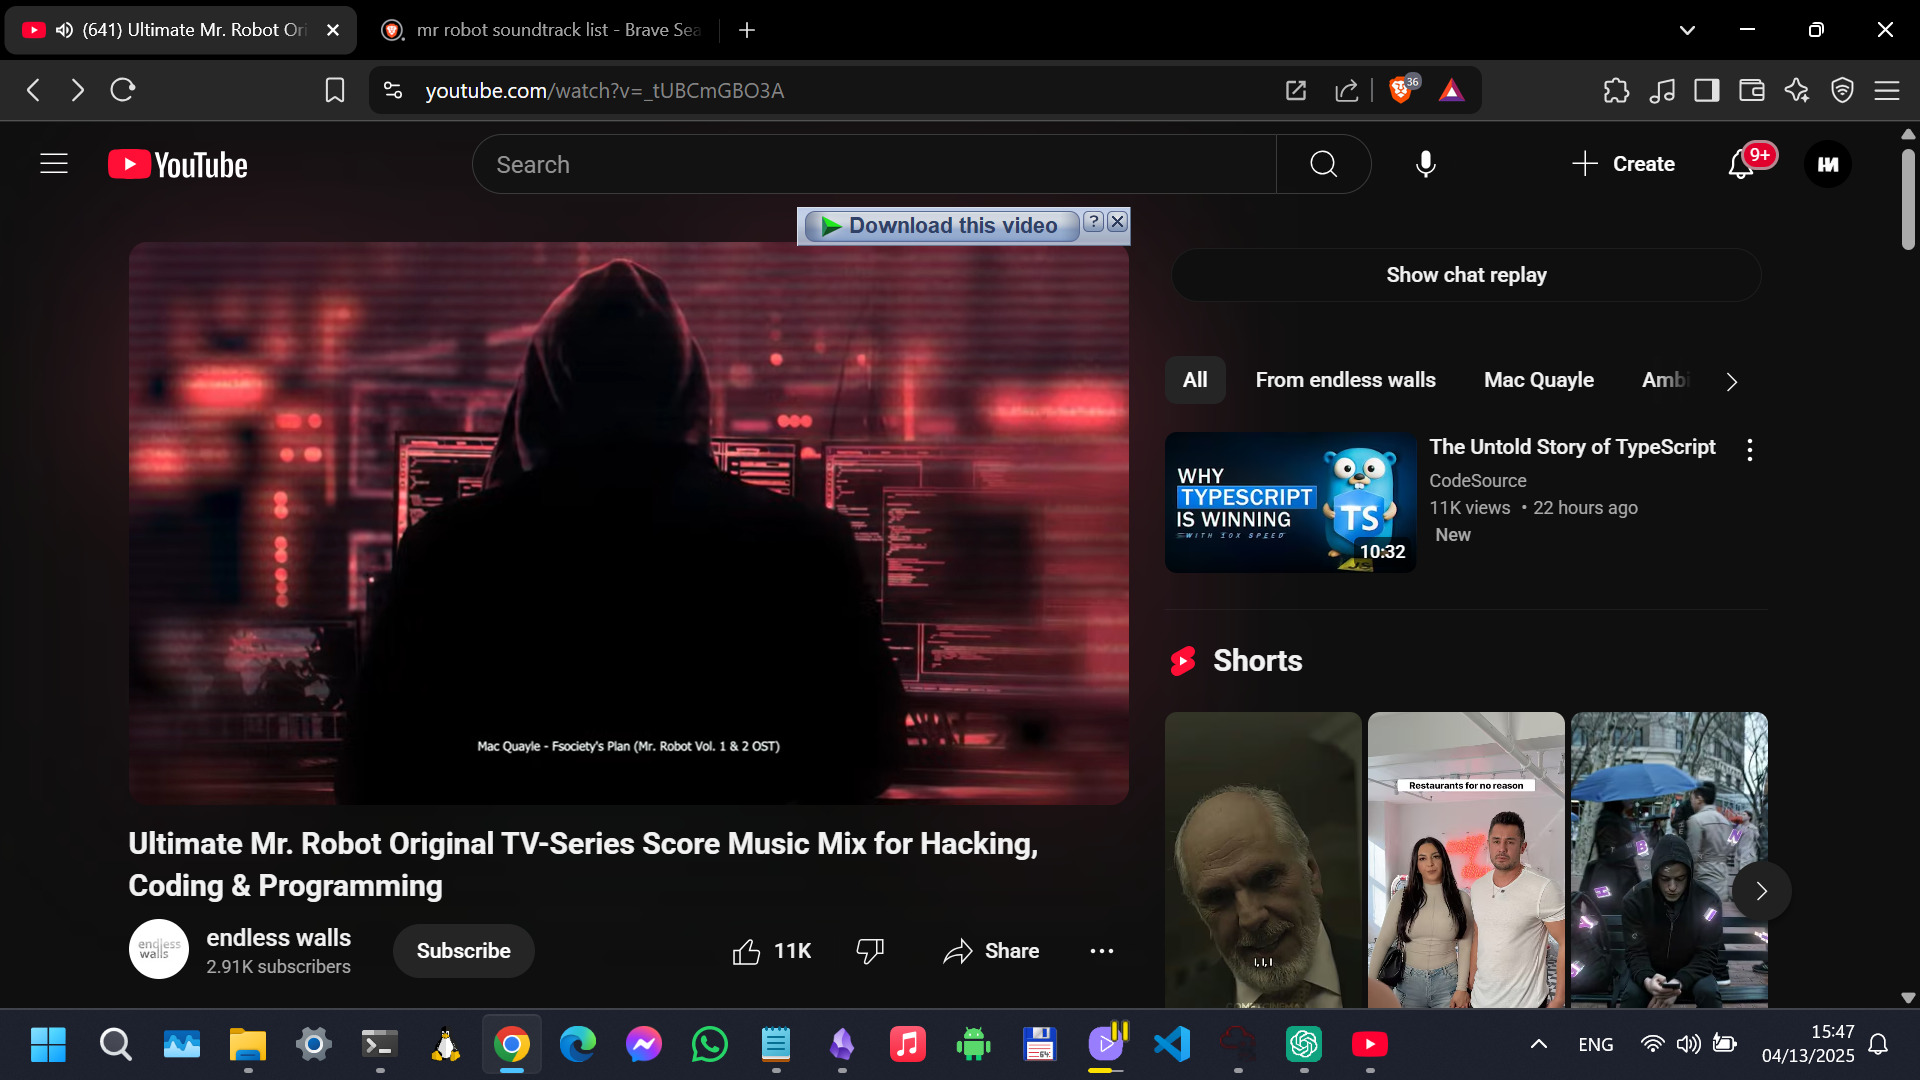 (641) Ultimate Mr. Robot Ori
mr robot soundtrack list - Brave Sea
youtube.com/watch?v=_tUBCmGBO3A
36
YouTube
Search
Create
9+
Download this video
?
Show chat replay
All
From endless walls
Mac Quayle
Ambi
WHY
TYPESCRIPT
IS WINNING
WITH 10X SPEED
TS
10:32
The Untold Story of TypeScript
CodeSource
11K views • 22 hours ago
New
Shorts
Restaurants for no reason
Mac Quayle - Fsociety's Plan (Mr. Robot Vol. 1 & 2 OST)
Ultimate Mr. Robot Original TV-Series Score Music Mix for Hacking,
Coding & Programming
endless
walls
endless walls
2.91K subscribers
Subscribe
11K
Share
64
ENG
15:47
04/13/2025